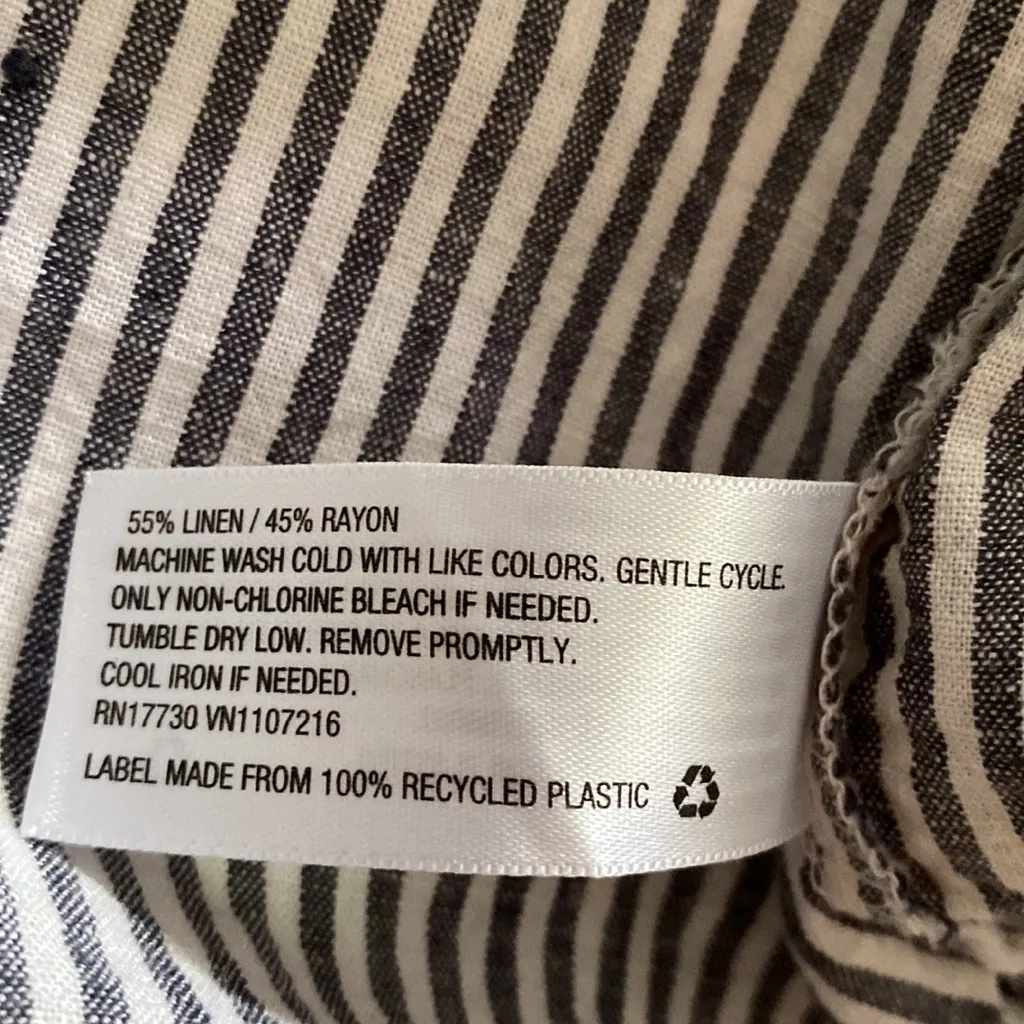 55% LINEN / 45% RAYON
MACHINE WASH COLD WITH LIKE COLORS. GENTLE CYCLE.
ONLY NON-CHLORINE BLEACH IF NEEDED.
TUMBLE DRY LOW. REMOVE PROMPTLY.
COOL IRON IF NEEDED.
RN17730 VN1107216
LABEL MADE FROM 100% RECYCLED PLASTIC